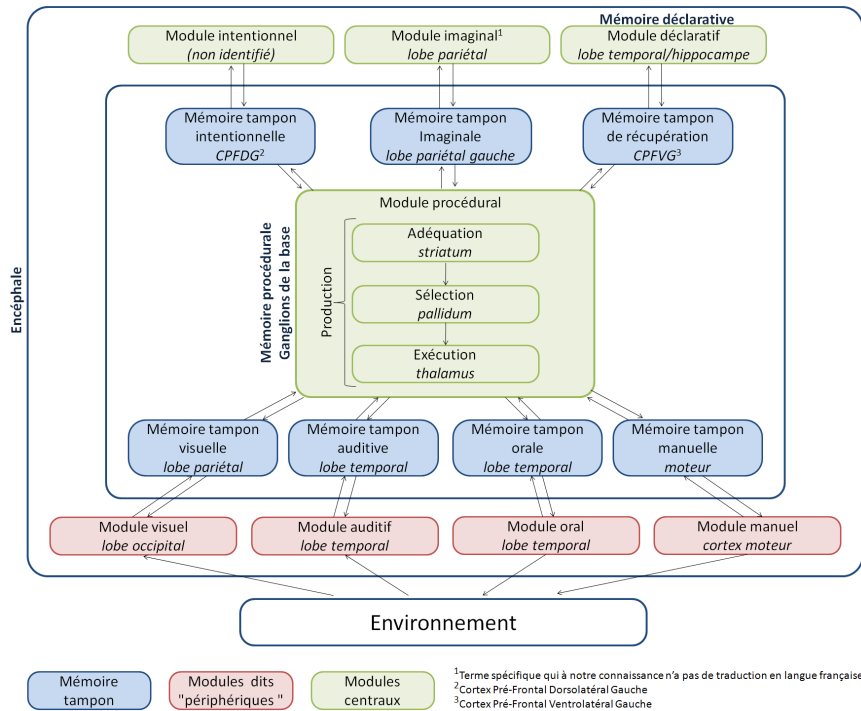 Mémoire déclarative
Module intentionnel
(non identifié)
Module imaginal¹
lobe pariétal
Module déclaratif
lobe temporal/hippocampe
Mémoire tampon
intentionnelle
CPFDG²
Mémoire tampon
Imaginale
lobe pariétal gauche
Mémoire tampon
de récupération
CPFVG³
Encéphale
Mémoire procédurale
Ganglions de la base
Module procédural
Production
Adéquation
striatum
Sélection
pallidum
Exécution
thalamus
Mémoire tampon
visuelle
lobe pariétal
Mémoire tampon
auditive
lobe temporal
Mémoire tampon
orale
lobe temporal
Mémoire tampon
manuelle
moteur
Module visuel
lobe occipital
Module auditif
lobe temporal
Module oral
lobe temporal
Module manuel
cortex moteur
Environnement
Mémoire
tampon
Modules dits
"périphériques "
Modules
centraux
¹Terme spécifique qui à notre connaissance n'a pas de traduction en langue française
²Cortex Pré-Frontal Dorsolatéral Gauche
³Cortex Pré-Frontal Ventrolatéral Gauche